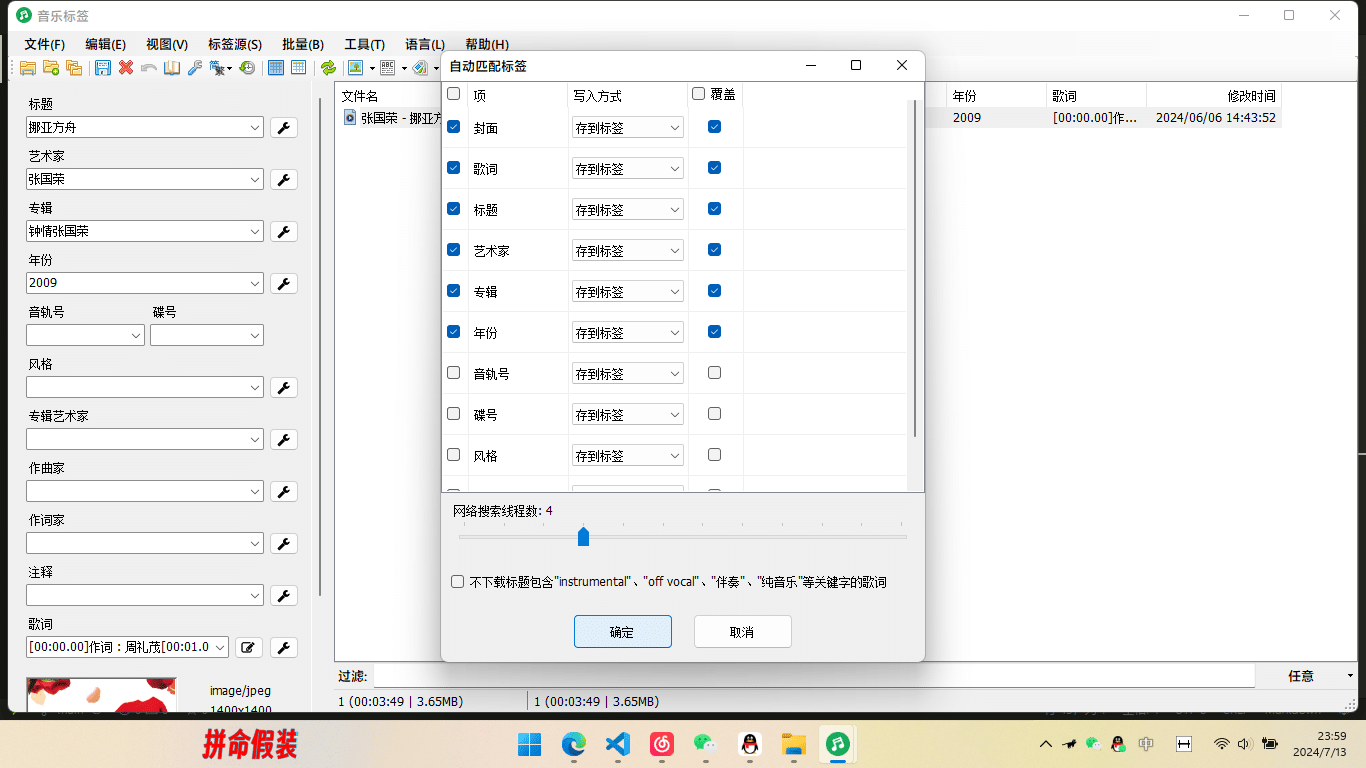 音乐标签
文件(F) 编辑(E) 视图(V) 标签源(S) 批量(B) 工具(T) 语言(L) 帮助(H)
标题
挪亚方舟
艺术家
张国荣
专辑
钟情张国荣
年份
2009
音轨号 碟号
风格
专辑艺术家
作曲家
作词家
注释
歌词
[00:00.00]作词：周礼茂[00:01.0
image/jpeg
1400x1400
文件名 年份 歌词 修改时间
张国荣 - 挪亚方 2009 [00:00.00]作... 2024/06/06 14:43:52
自动匹配标签
项 写入方式 覆盖
封面 存到标签
歌词 存到标签
标题 存到标签
艺术家 存到标签
专辑 存到标签
年份 存到标签
音轨号 存到标签
碟号 存到标签
风格 存到标签
网络搜索线程数: 4
不下载标题包含"instrumental"、"off vocal"、"伴奏"、"纯音乐"等关键字的歌词
确定 取消
过滤: 任意
1 (00:03:49 | 3.65MB) 1 (00:03:49 | 3.65MB)
拼命假装
中
23:59
2024/7/13